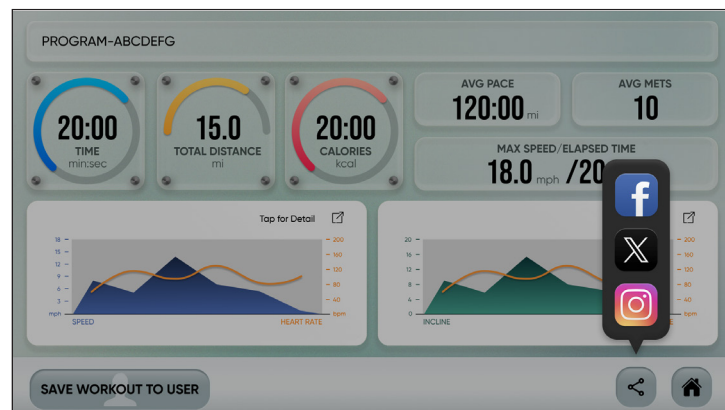 PROGRAM-ABCDEFG
20:00
TIME
min:sec
15.0
TOTAL DISTANCE
mi
20:00
CALORIES
kcal
AVG PACE
120:00 mi
AVG METS
10
MAX SPEED/ELAPSED TIME
18.0 mph /20
Tap for Detail
18
15
12
9
6
3
mph
200
160
120
80
40
bpm
SPEED
HEART RATE
20
16
12
8
4
0
200
160
120
80
40
bpm
INCLINE
SAVE WORKOUT TO USER